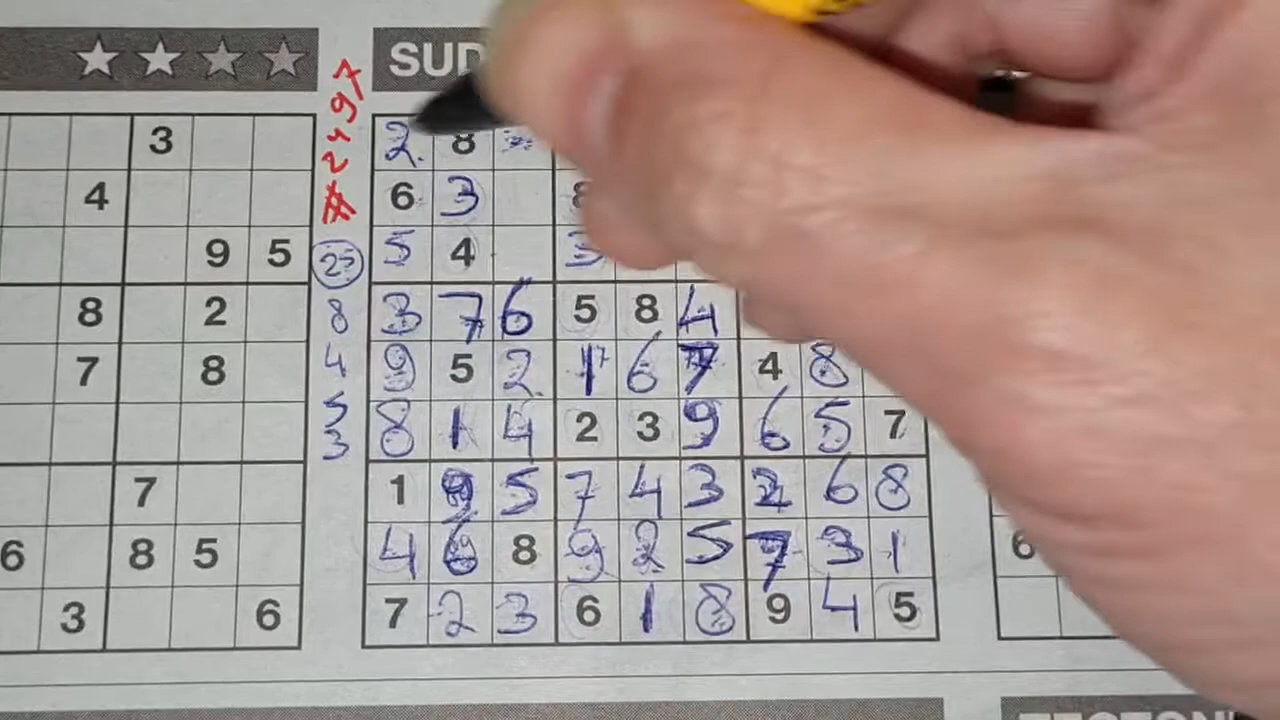 SUD
3
4
9 5
8 2
7 8
7
6 8 5
3 6
# 2497
25
8
4
5
3
2 8
6 3 8
5 4 3
3 7 6 5 8 4
9 5 2 1 6 7 4 8
8 1 4 2 3 9 6 5 7
1 9 5 7 4 3 2 6 8
4 6 8 9 2 5 7 3 1
7 2 3 6 1 8 9 4 5
6